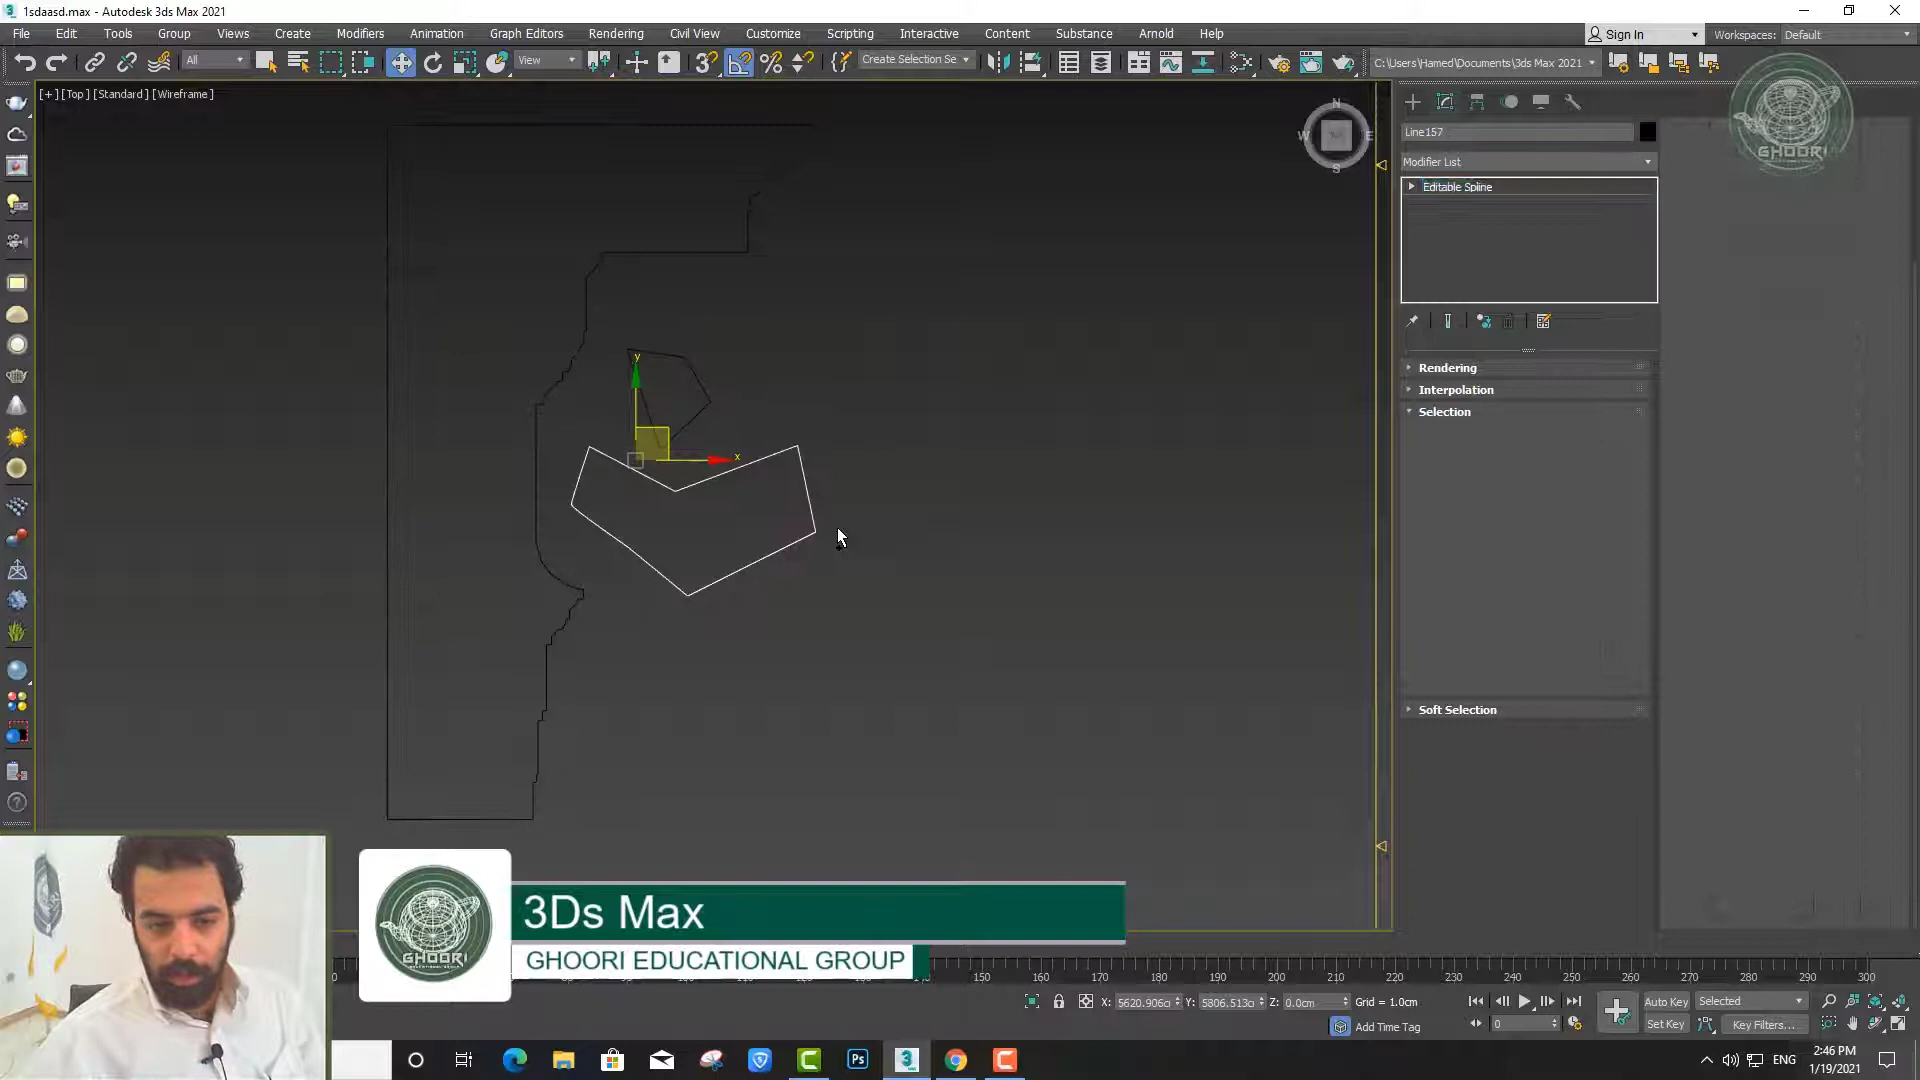 1sdaasd.max - Autodesk 3ds Max 2021
File Edit Tools Group Views Create Modifiers Animation Graph Editors Rendering Civil View Customize Scripting Interactive Content Substance Arnold Help
Sign In Workspaces: Default
All View Create Selection Se C:\Users\Hamed\Documents\3ds Max 2021
[+] [Top] [Standard] [Wireframe]
N
W E
S
GHOORI
Line157
Modifier List
Editable Spline
Rendering
Interpolation
Selection
Soft Selection
y
x
3Ds Max
GHOORI EDUCATIONAL GROUP
GHOORI
150 160 170 180 190 200 210 220 230 240 250 260 270 280 290 300
X: 5620.906c Y: 5806.513c Z: 0.0cm Grid = 1.0cm
Auto Key Selected
Add Time Tag
0
Set Key Key Filters...
Ps
3
ENG
2:46 PM
1/19/2021